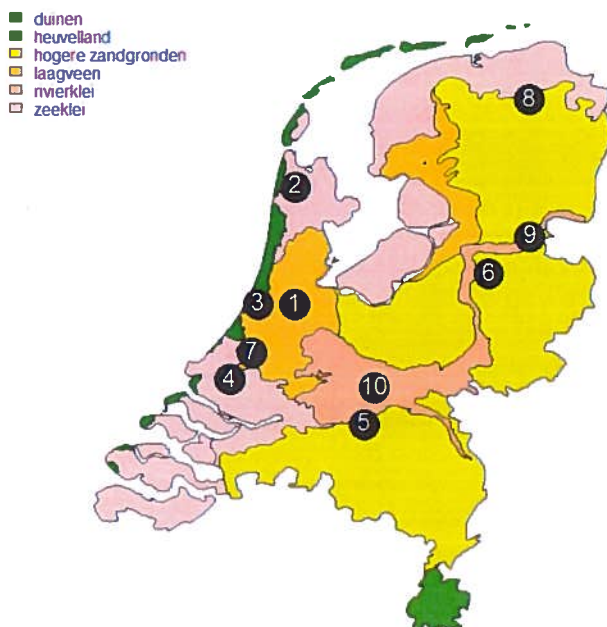 duinen
heuvelland
hogere zandgronden
laagveen
rivierklei
zeeklei
8
2
9
6
3 1
7
4
10
5